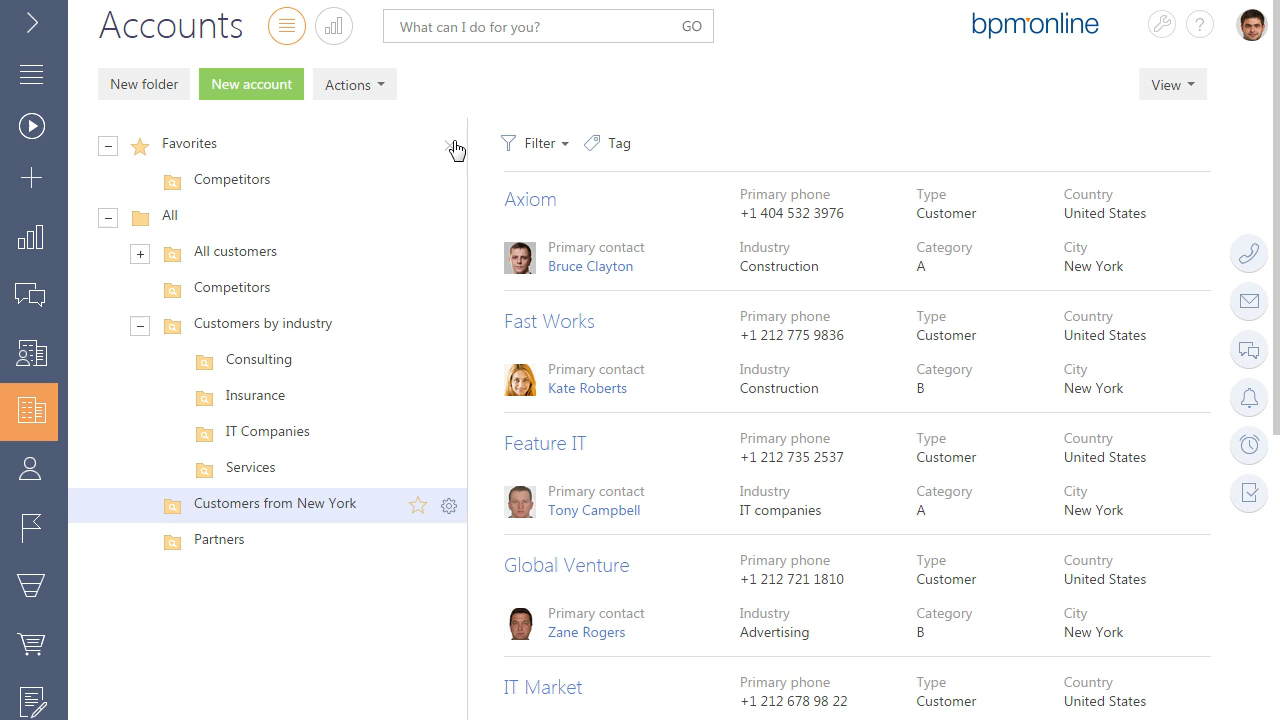 Accounts
What can I do for you?
GO
bpmonline
New folder
New account
Actions
View
Favorites
Competitors
All
All customers
Competitors
Customers by industry
Consulting
Insurance
IT Companies
Services
Customers from New York
Partners
Filter
Tag
Axiom
Primary phone
+1 404 532 3976
Type
Customer
Country
United States
Primary contact
Bruce Clayton
Industry
Construction
Category
A
City
New York
Fast Works
Primary phone
+1 212 775 9836
Type
Customer
Country
United States
Primary contact
Kate Roberts
Industry
Construction
Category
B
City
New York
Feature IT
Primary phone
+1 212 735 2537
Type
Customer
Country
United States
Primary contact
Tony Campbell
Industry
IT companies
Category
A
City
New York
Global Venture
Primary phone
+1 212 721 1810
Type
Customer
Country
United States
Primary contact
Zane Rogers
Industry
Advertising
Category
B
City
New York
IT Market
Primary phone
+1 212 678 98 22
Type
Customer
Country
United States